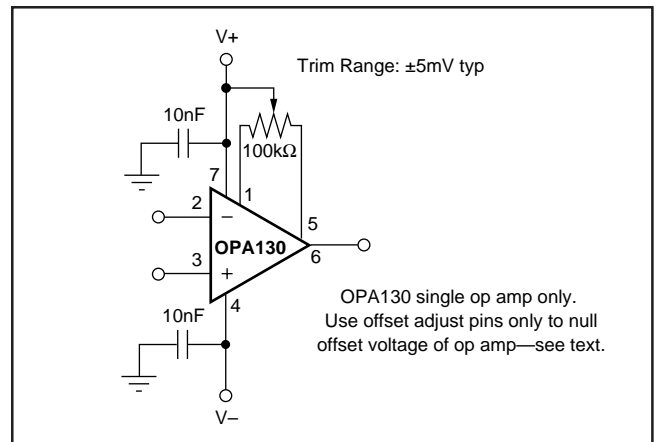 V+
Trim Range: ±5mV typ
10nF
100kΩ
7
1
2
–
5
OPA130
6
3
+
4
OPA130 single op amp only.
10nF
Use offset adjust pins only to null
offset voltage of op amp—see text.
V–